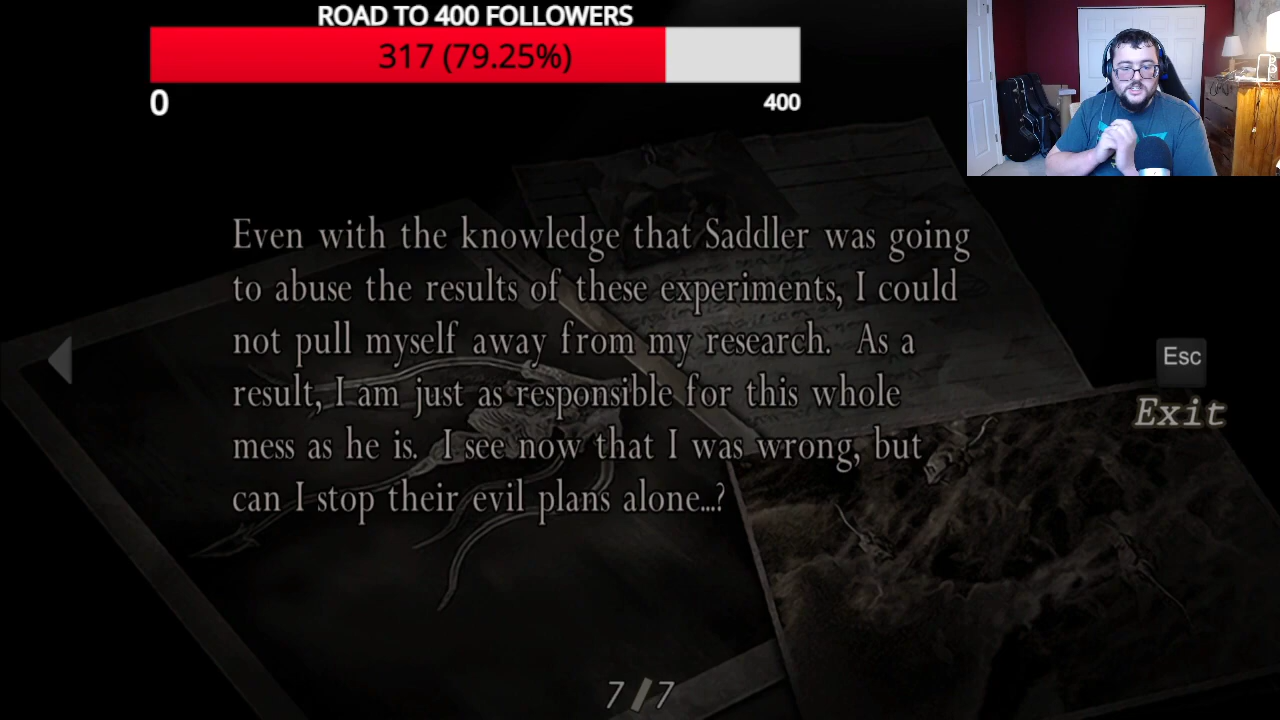 ROAD TO 400 FOLLOWERS
317 (79.25%)
0
400
Even with the knowledge that Saddler was going
to abuse the results of these experiments, I could
not pull myself away from my research. As a
result, I am just as responsible for this whole
mess as he is. I see now that I was wrong, but
can I stop their evil plans alone...?
Esc
Exit
7/7